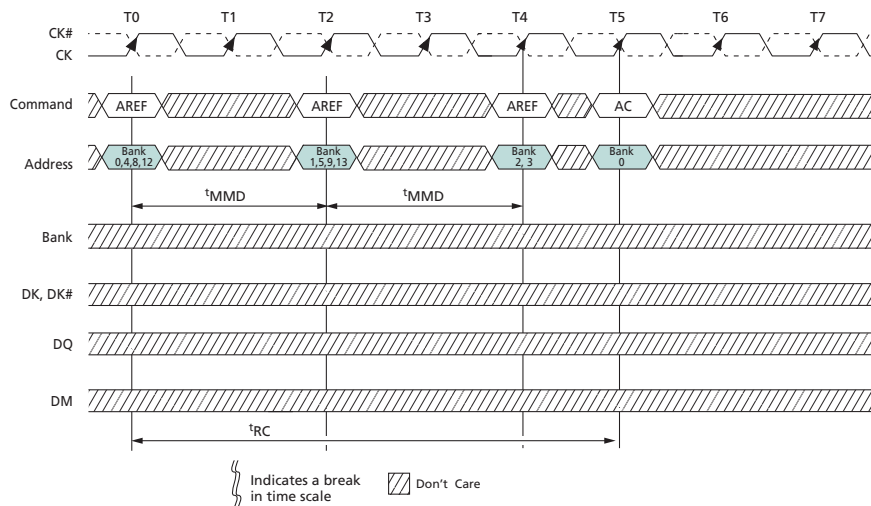 T0 T1 T2 T3 T4 T5 T6 T7
CK#
CK
Command AREF AREF AREF AC
Address Bank 0,4,8,12 Bank 1,5,9,13 Bank 2, 3 Bank 0
tMMD tMMD
Bank
DK, DK#
DQ
DM
tRC
Indicates a break
in time scale
Don't Care